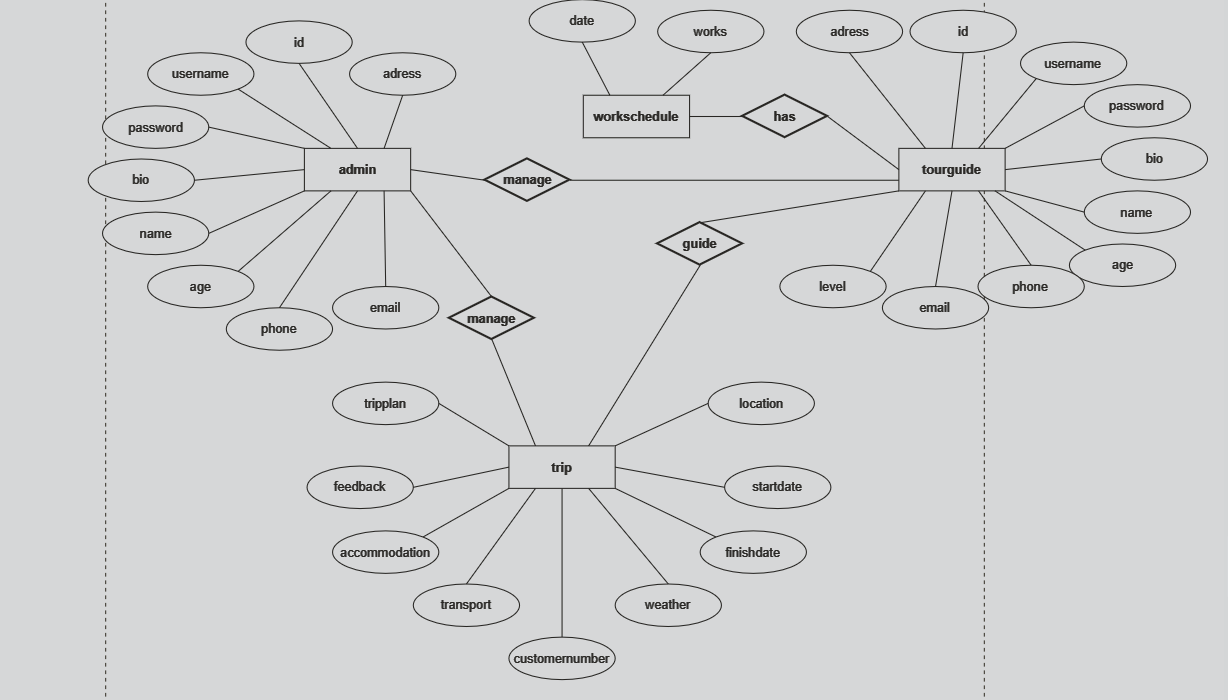 date
works
adress
id
id
username
adress
username
password
password
workschedule
has
bio
admin
manage
tourguide
bio
name
name
guide
age
age
phone
email
manage
level
email
phone
tripplan
location
trip
feedback
startdate
accommodation
finishdate
transport
weather
customernumber